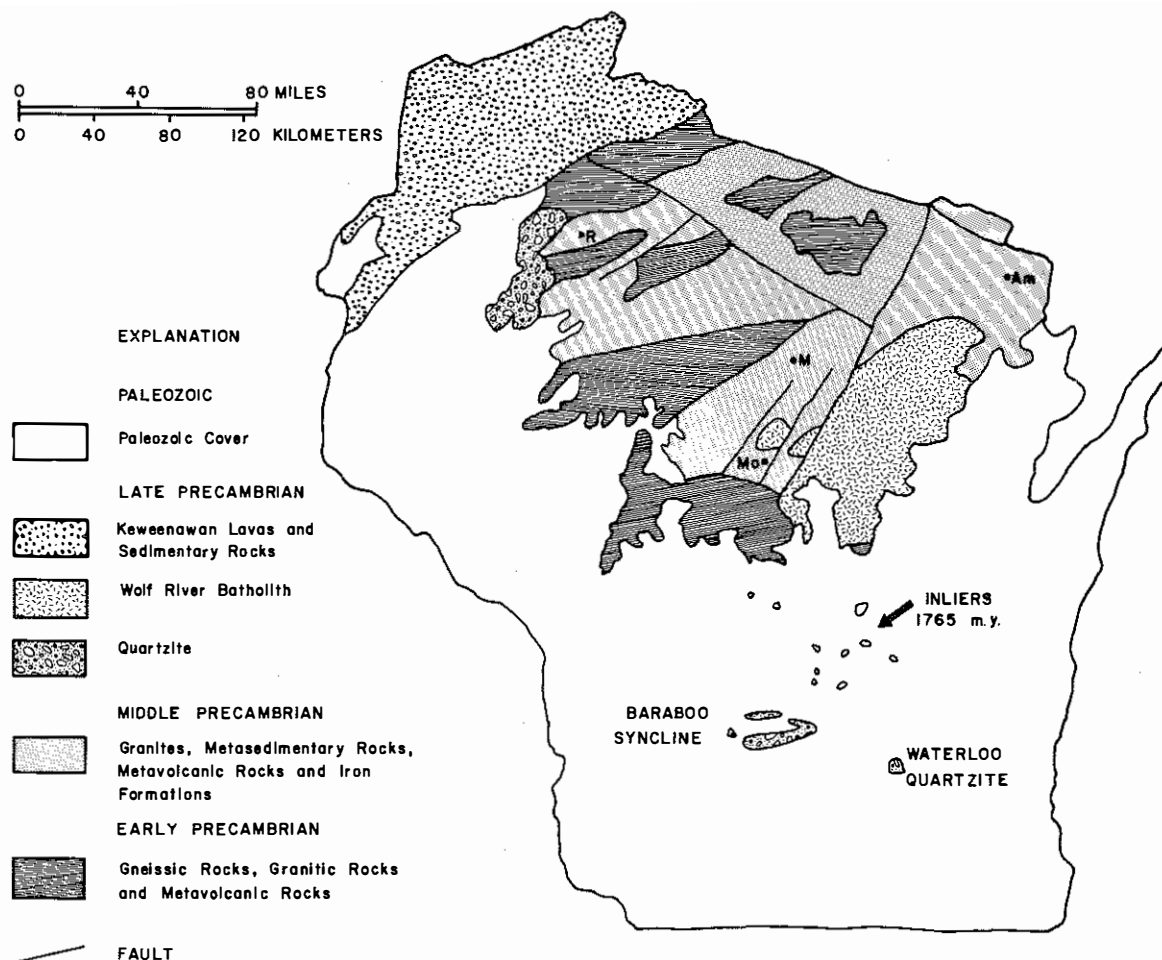 0 40 80 MILES
0 40 80 120 KILOMETERS
EXPLANATION
PALEOZOIC
Paleozoic Cover
LATE PRECAMBRIAN
Keweenawan Lavas and
Sedimentary Rocks
Wolf River Batholith
Quartzite
MIDDLE PRECAMBRIAN
Granites, Metasedimentary Rocks,
Metavolcanic Rocks and Iron
Formations
EARLY PRECAMBRIAN
Gneissic Rocks, Granitic Rocks
and Metavolcanic Rocks
FAULT
R
Am
M
Mo
INLIERS
1765 m.y.
BARABOO
SYNCLINE
WATERLOO
QUARTZITE